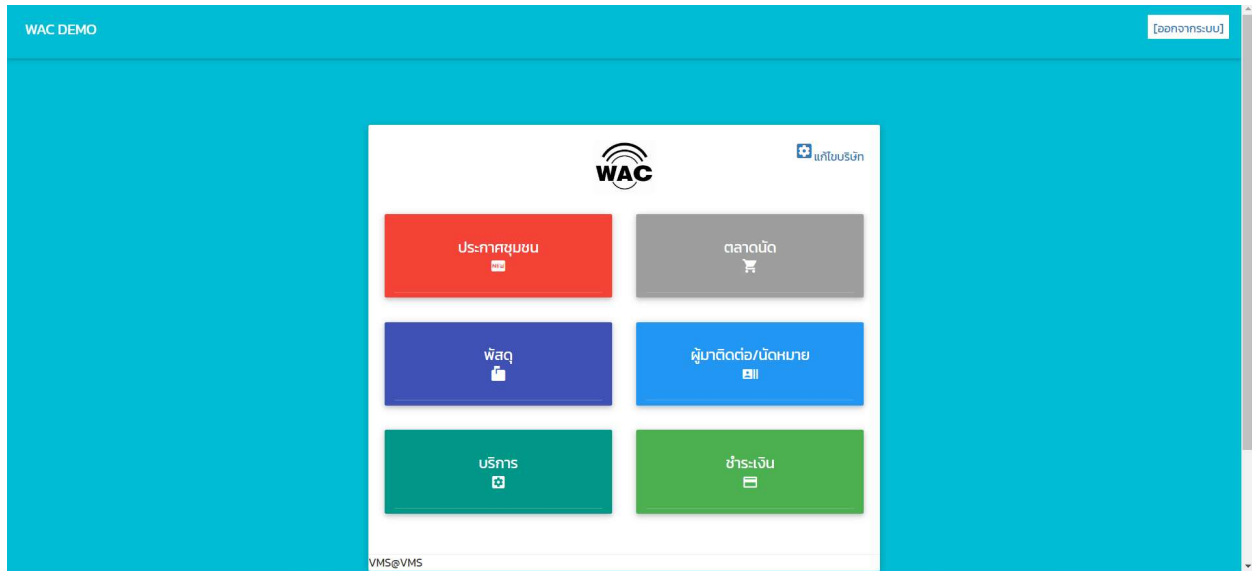 WAC DEMO
[ออกจากระบบ]
WAC
แก้ไขบริษัท
ประกาศชุมชน
NEW
ตลาดนัด
พัสดุ
ผู้มาติดต่อ/นัดหมาย
บริการ
ชำระเงิน
VMS@VMS